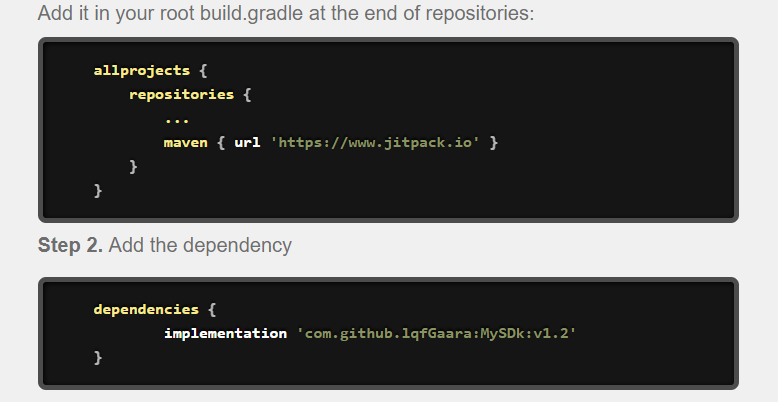 Add it in your root build.gradle at the end of repositories:
allprojects {
repositories {
...
maven { url 'https://www.jitpack.io' }
}
}
Step 2. Add the dependency
dependencies {
implementation 'com.github.lqfGaara:MySDk:v1.2'
}